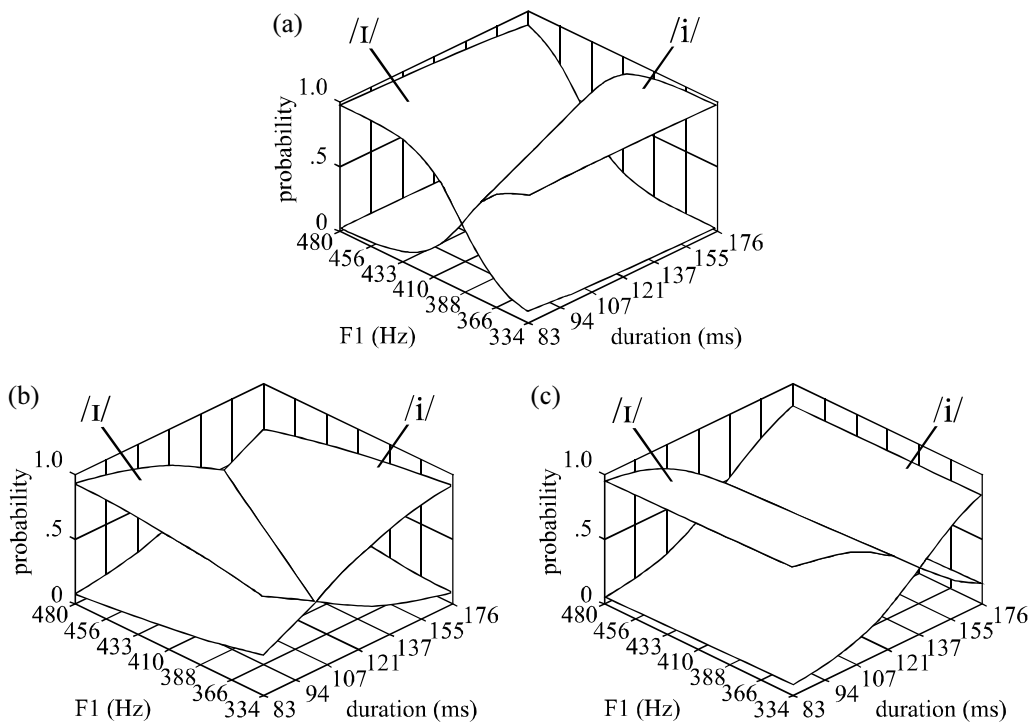 (a)
/ɪ/
/i/
1.0
.5
0
probability
480
456
433
410
388
366
334
F1 (Hz)
83
94
107
121
137
155
176
duration (ms)
(b)
/ɪ/
/i/
1.0
.5
0
probability
480
456
433
410
388
366
334
F1 (Hz)
83
94
107
121
137
155
176
duration (ms)
(c)
/ɪ/
/i/
1.0
.5
0
probability
480
456
433
410
388
366
334
F1 (Hz)
83
94
107
121
137
155
176
duration (ms)